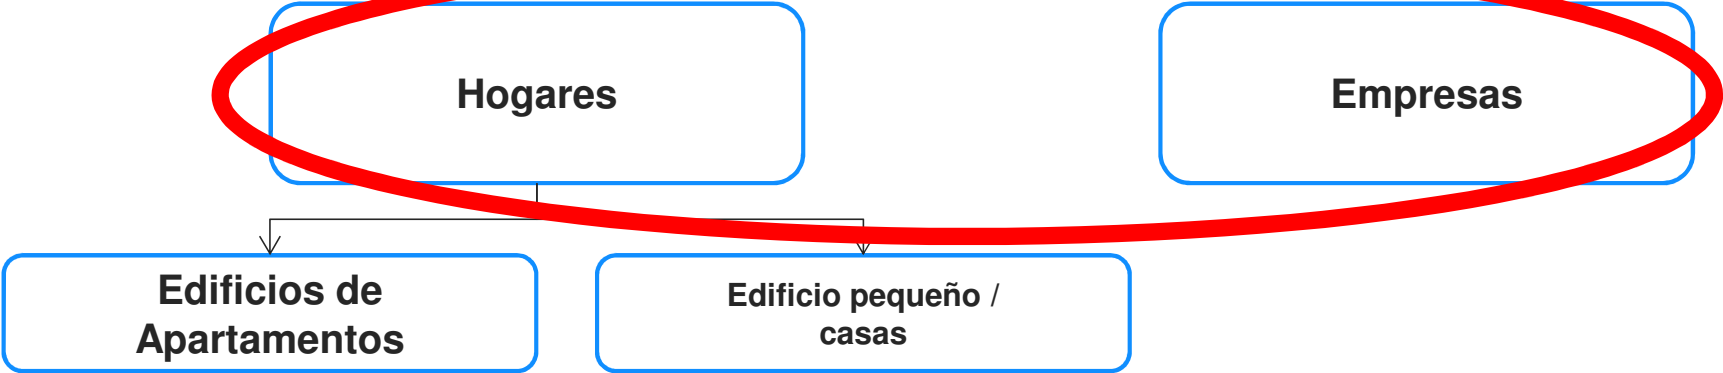 Hogares
Empresas
Edificios de
Apartamentos
Edificio pequeño /
casas